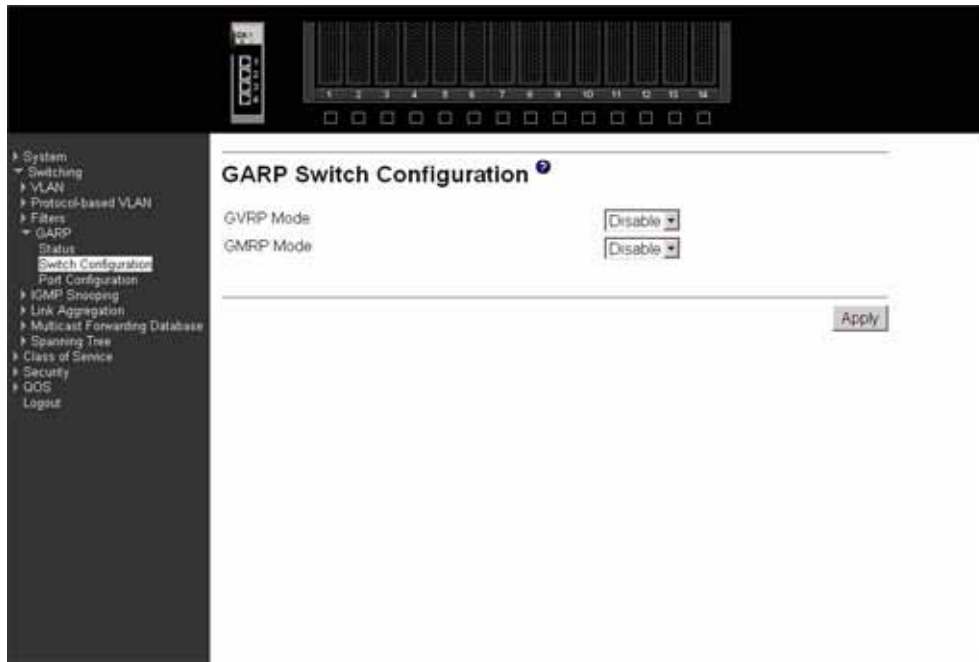 1 2 3 4 5 6 7 8 9 10 11 12 13 14
System
Switching
VLAN
Protocol-based VLAN
Filters
GARP
Status
Switch Configuration
Port Configuration
IGMP Snooping
Link Aggregation
Multicast Forwarding Database
Spanning Tree
Class of Service
Security
QOS
Logout
GARP Switch Configuration ?
GVRP Mode Disable
GMRP Mode Disable
Apply